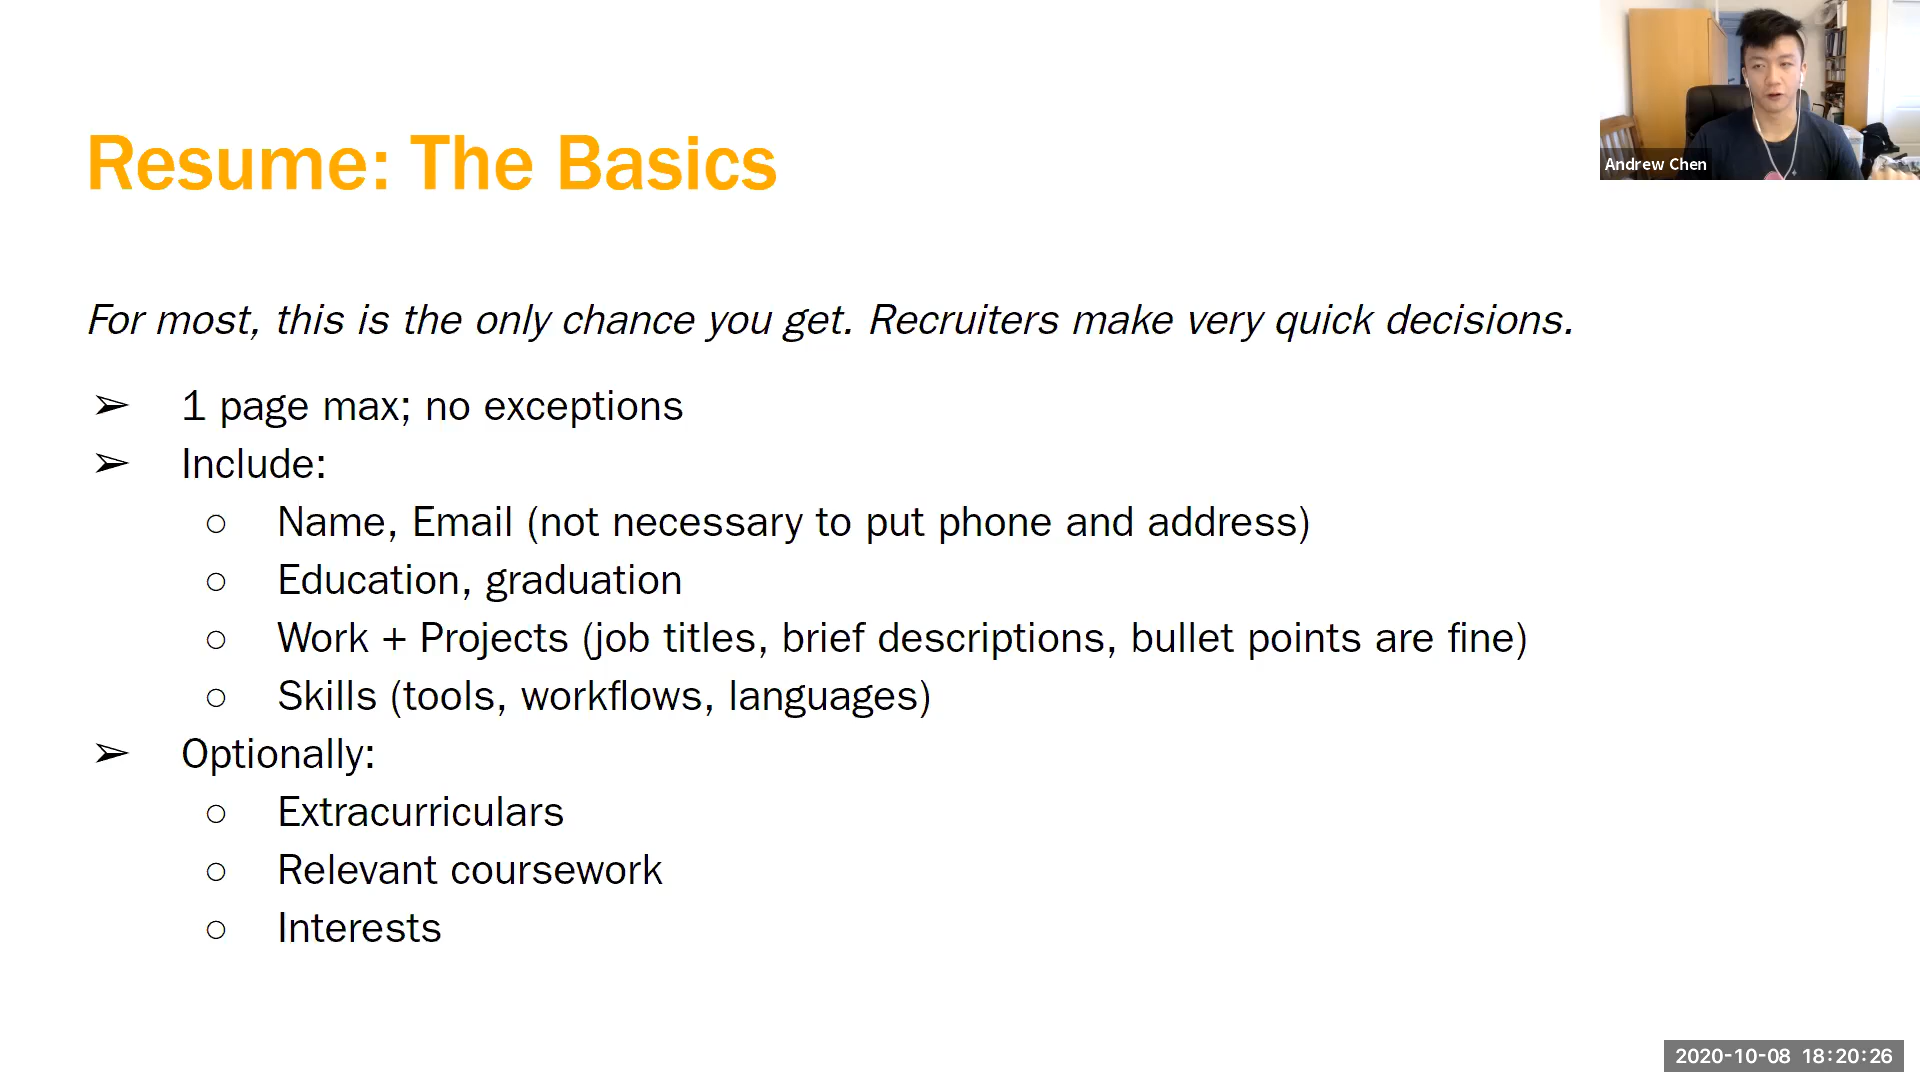 Resume: The Basics
Andrew Chen
For most, this is the only chance you get. Recruiters make very quick decisions.
➢ 1 page max; no exceptions
➢ Include:
○ Name, Email (not necessary to put phone and address)
○ Education, graduation
○ Work + Projects (job titles, brief descriptions, bullet points are fine)
○ Skills (tools, workflows, languages)
➢ Optionally:
○ Extracurriculars
○ Relevant coursework
○ Interests
2020-10-08 18:20:26